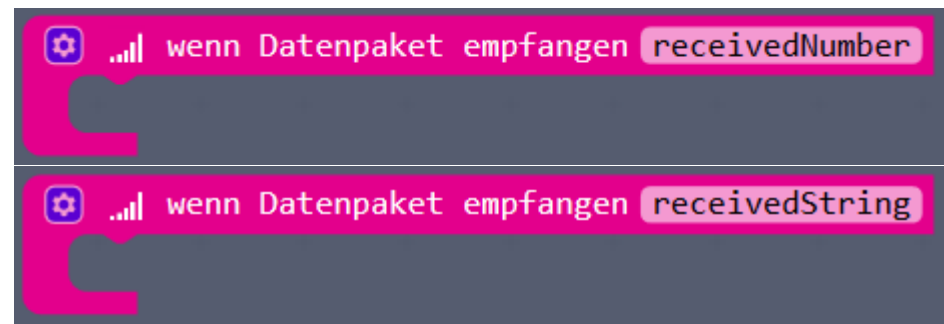 wenn Datenpaket empfangen receivedNumber
wenn Datenpaket empfangen receivedString